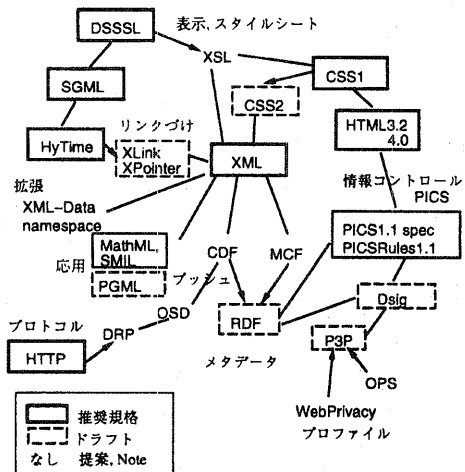 DSSSL
表示,スタイルシート
XSL
SGML
CSS1
CSS2
HyTime
リンクづけ
XLink
XPointer
XML
HTML3.2
4.0
拡張
XML-Data
namespace
情報コントロール
PICS
PICS1.1 spec
PICSRules1.1
応用
MathML,
SMIL
PGML
プッシュ
CDF
MCF
OSD
プロトコル
DRP
HTTP
RDF
メタデータ
Dsig
P3P
OPS
WebPrivacy
プロファイル
推奨規格
ドラフト
なし 提案, Note